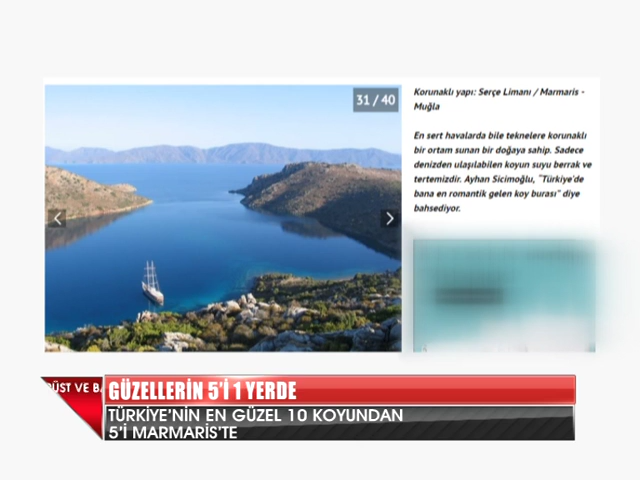 31 / 40
Korunaklı yapı: Serçe Limanı / Marmaris -
Muğla
En sert havalarda bile teknelere korunaklı
bir ortam sunan bir doğaya sahip. Sadece
denizden ulaşılabilen koyun suyu berrak ve
tertemizdir. Ayhan Sicimoğlu, "Türkiye'de
bana en romantik gelen koy burası" diye
bahsediyor.
VE
GÜZELLERİN 5'İ 1 YERDE
TÜRKİYE'NİN EN GÜZEL 10 KOYUNDAN
5'İ MARMARİS'TE